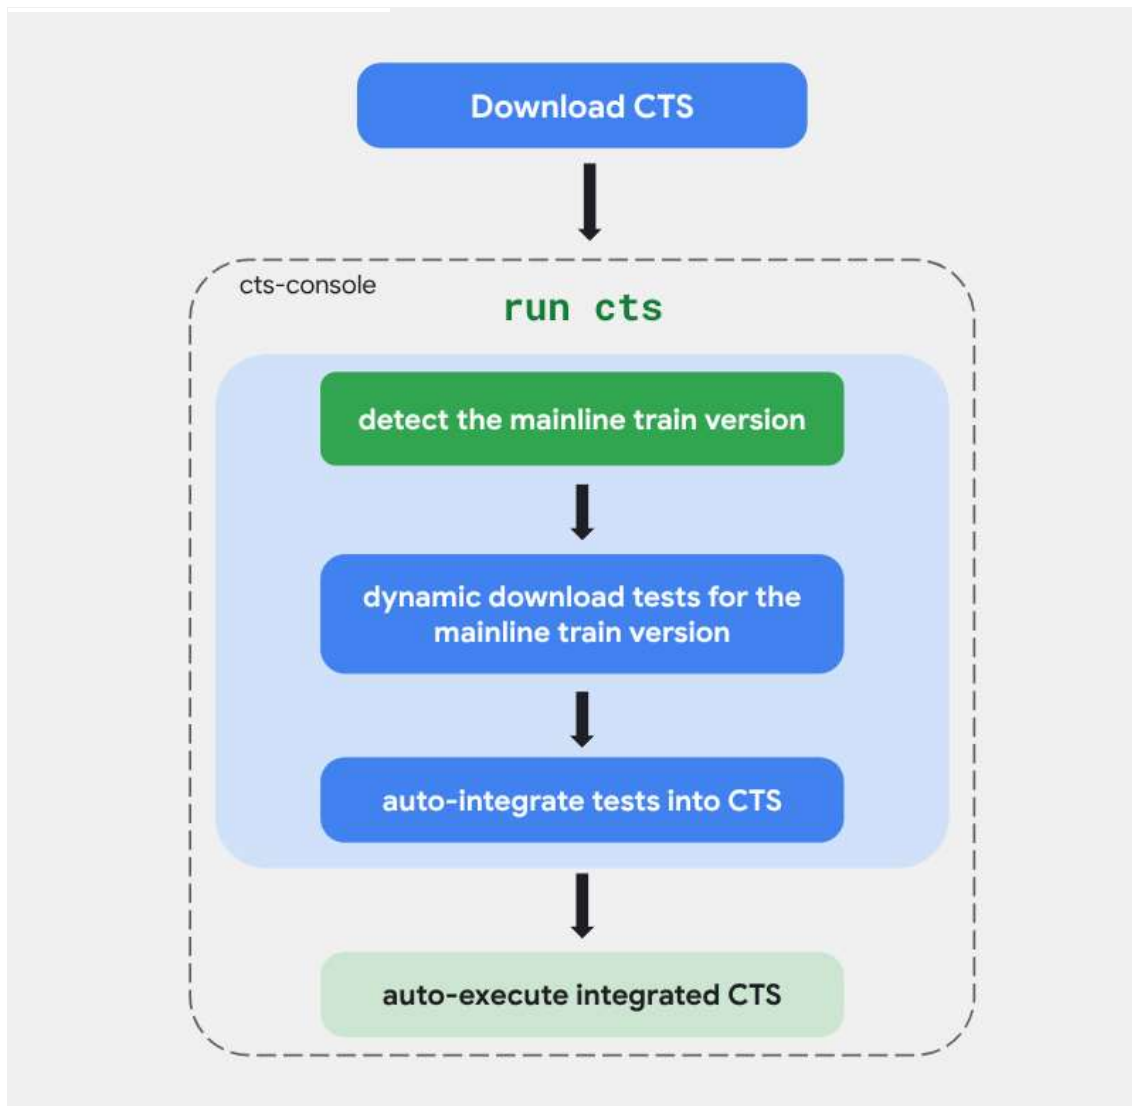 Download CTS
cts-console
run cts
detect the mainline train version
dynamic download tests for the
mainline train version
auto-integrate tests into CTS
auto-execute integrated CTS